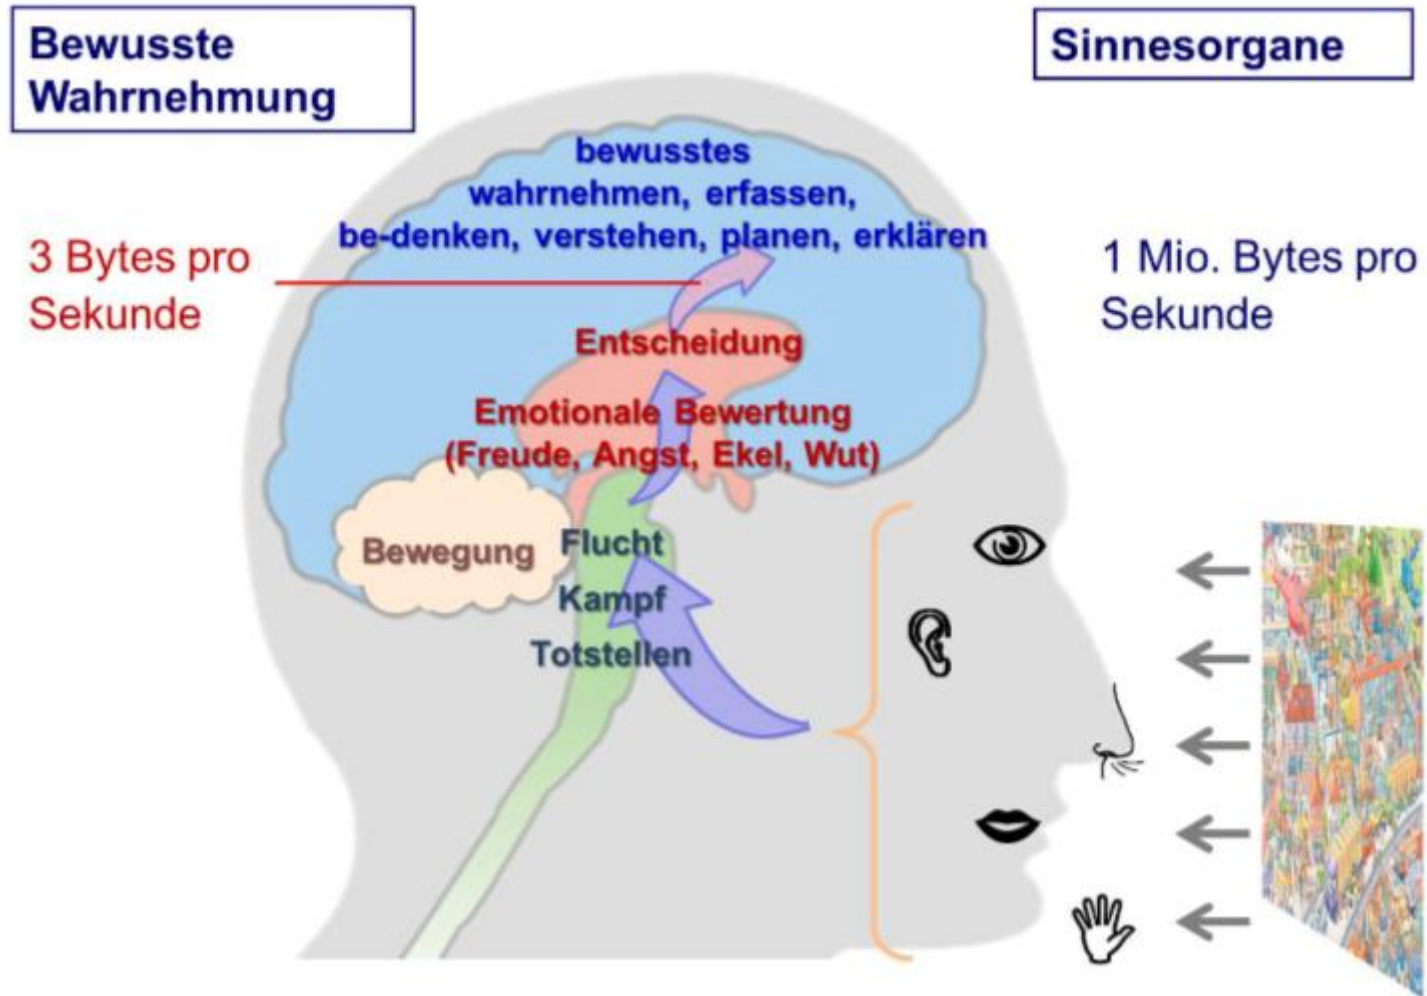 Bewusste
Wahrnehmung
Sinnesorgane
bewusstes
wahrnehmen, erfassen,
be-denken, verstehen, planen, erklären
3 Bytes pro
Sekunde
1 Mio. Bytes pro
Sekunde
Entscheidung
Emotionale Bewertung
(Freude, Angst, Ekel, Wut)
Bewegung
Flucht
Kampf
Totstellen